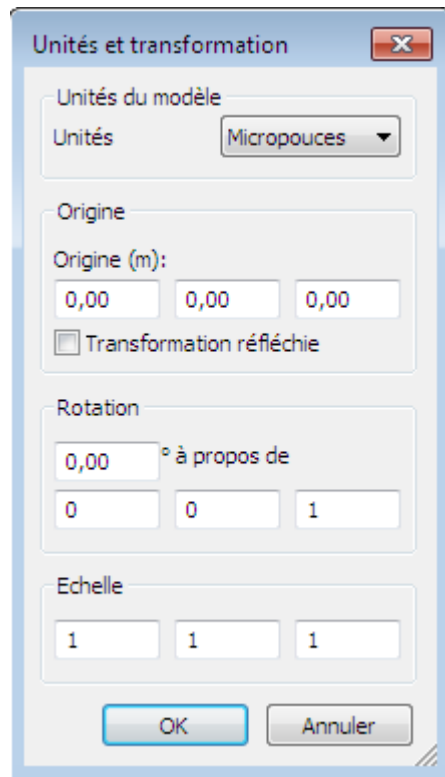 Unités et transformation
Unités du modèle
Unités Micropouces
Origine
Origine (m):
0,00 0,00 0,00
Transformation réfléchie
Rotation
0,00 ° à propos de
0 0 1
Echelle
1 1 1
OK Annuler